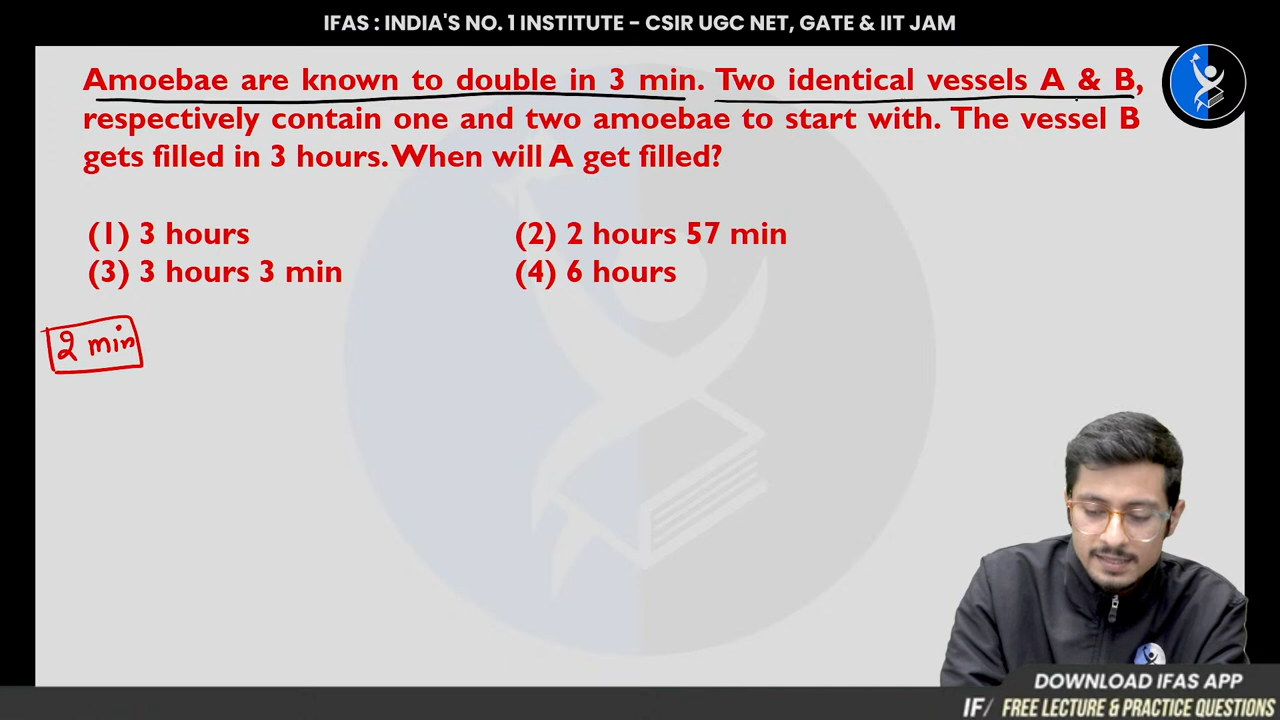 IFAS : INDIA'S NO. 1 INSTITUTE - CSIR UGC NET, GATE & IIT JAM
Amoebae are known to double in 3 min. Two identical vessels A & B,
respectively contain one and two amoebae to start with. The vessel B
gets filled in 3 hours. When will A get filled?
(1) 3 hours (2) 2 hours 57 min
(3) 3 hours 3 min (4) 6 hours
2 min
DOWNLOAD IFAS APP
IF/ FREE LECTURE & PRACTICE QUESTIONS